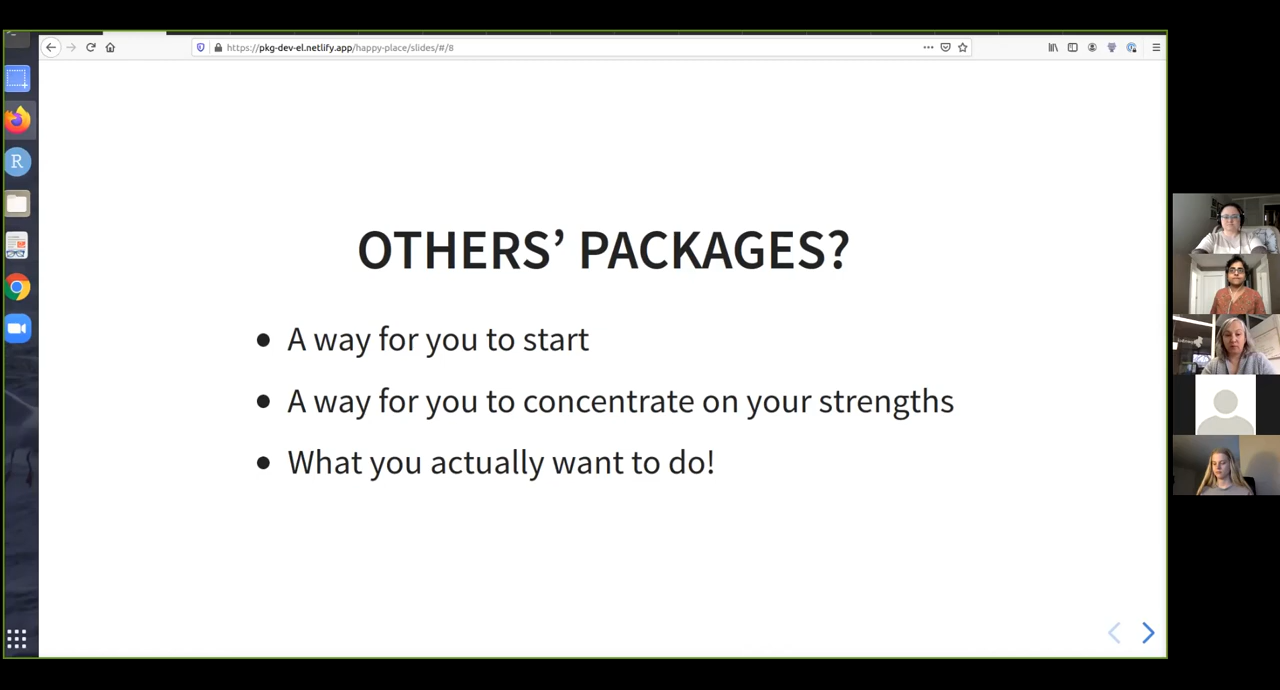 https://pkg-dev-el.netlify.app/happy-place/slides/#/8
R
OTHERS’ PACKAGES?
• A way for you to start
• A way for you to concentrate on your strengths
• What you actually want to do!